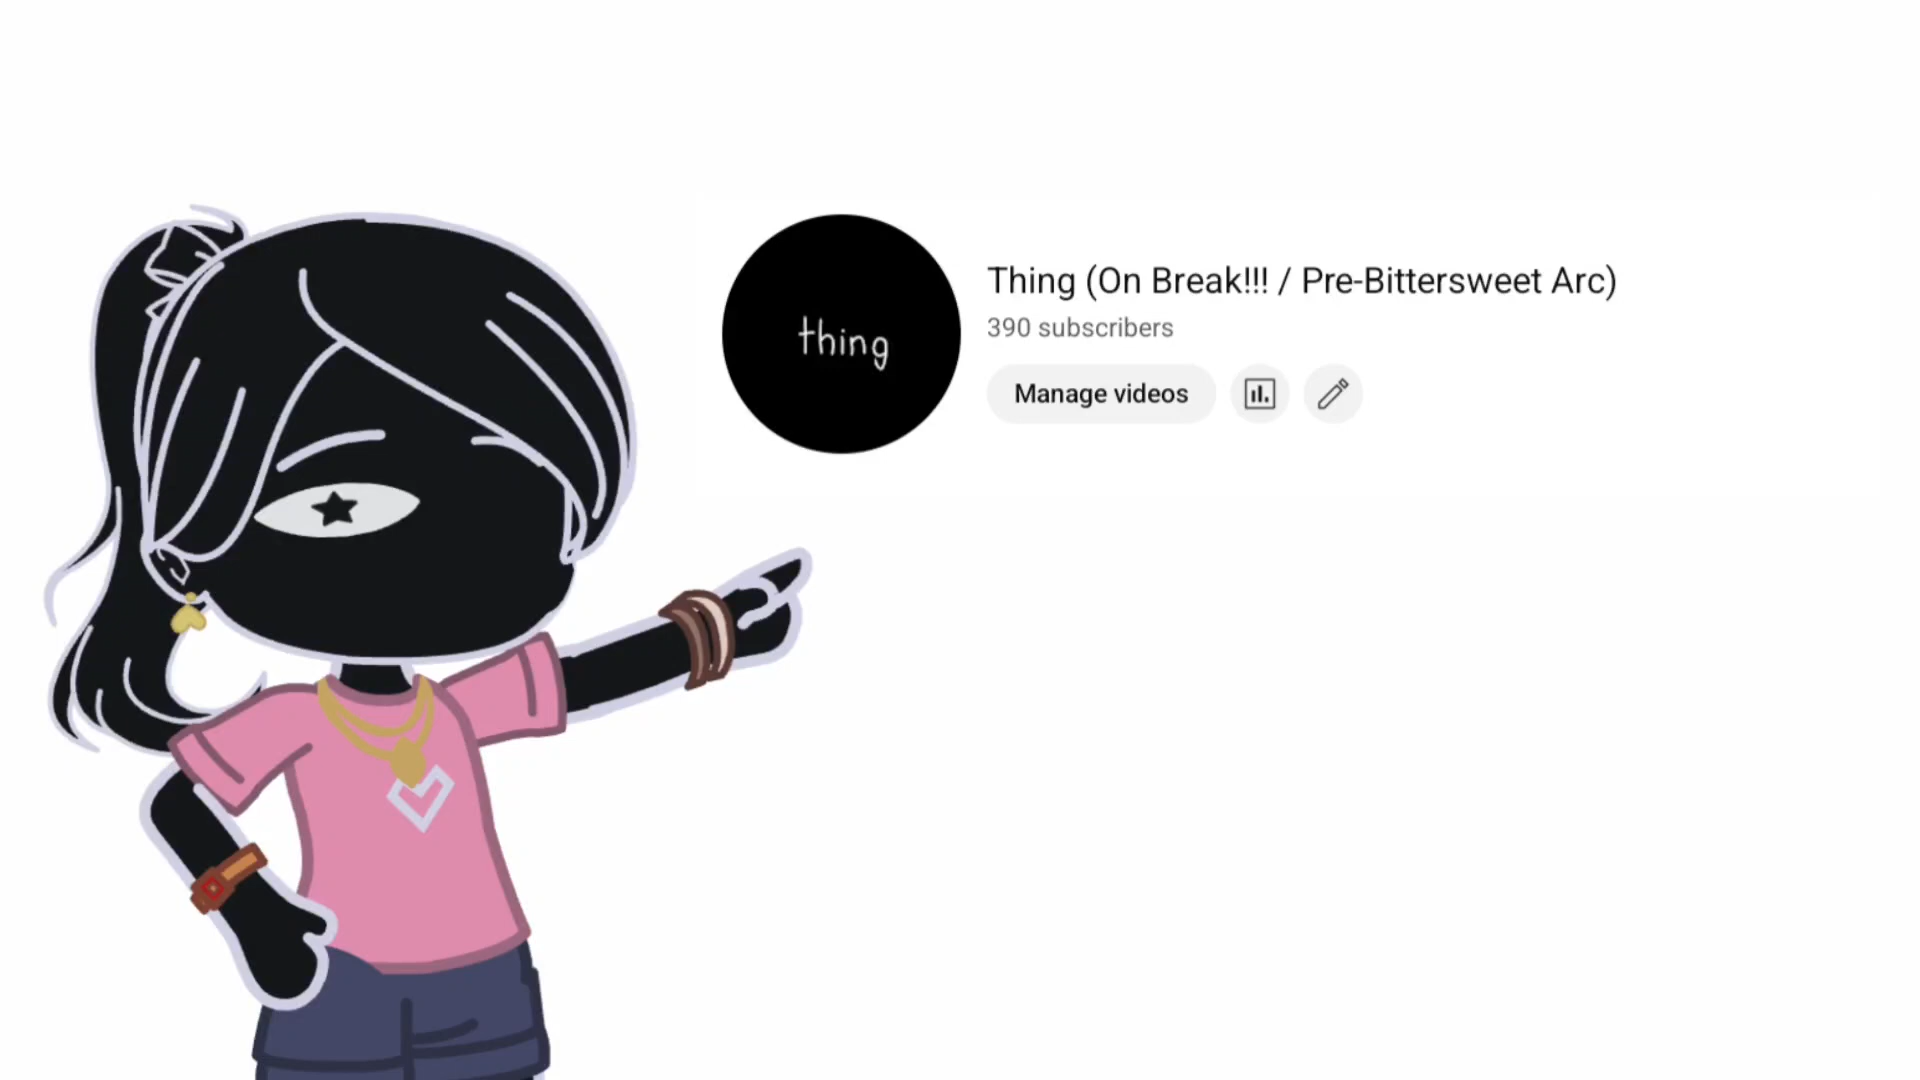 thing
Thing (On Break!!! / Pre-Bittersweet Arc)
390 subscribers
Manage videos